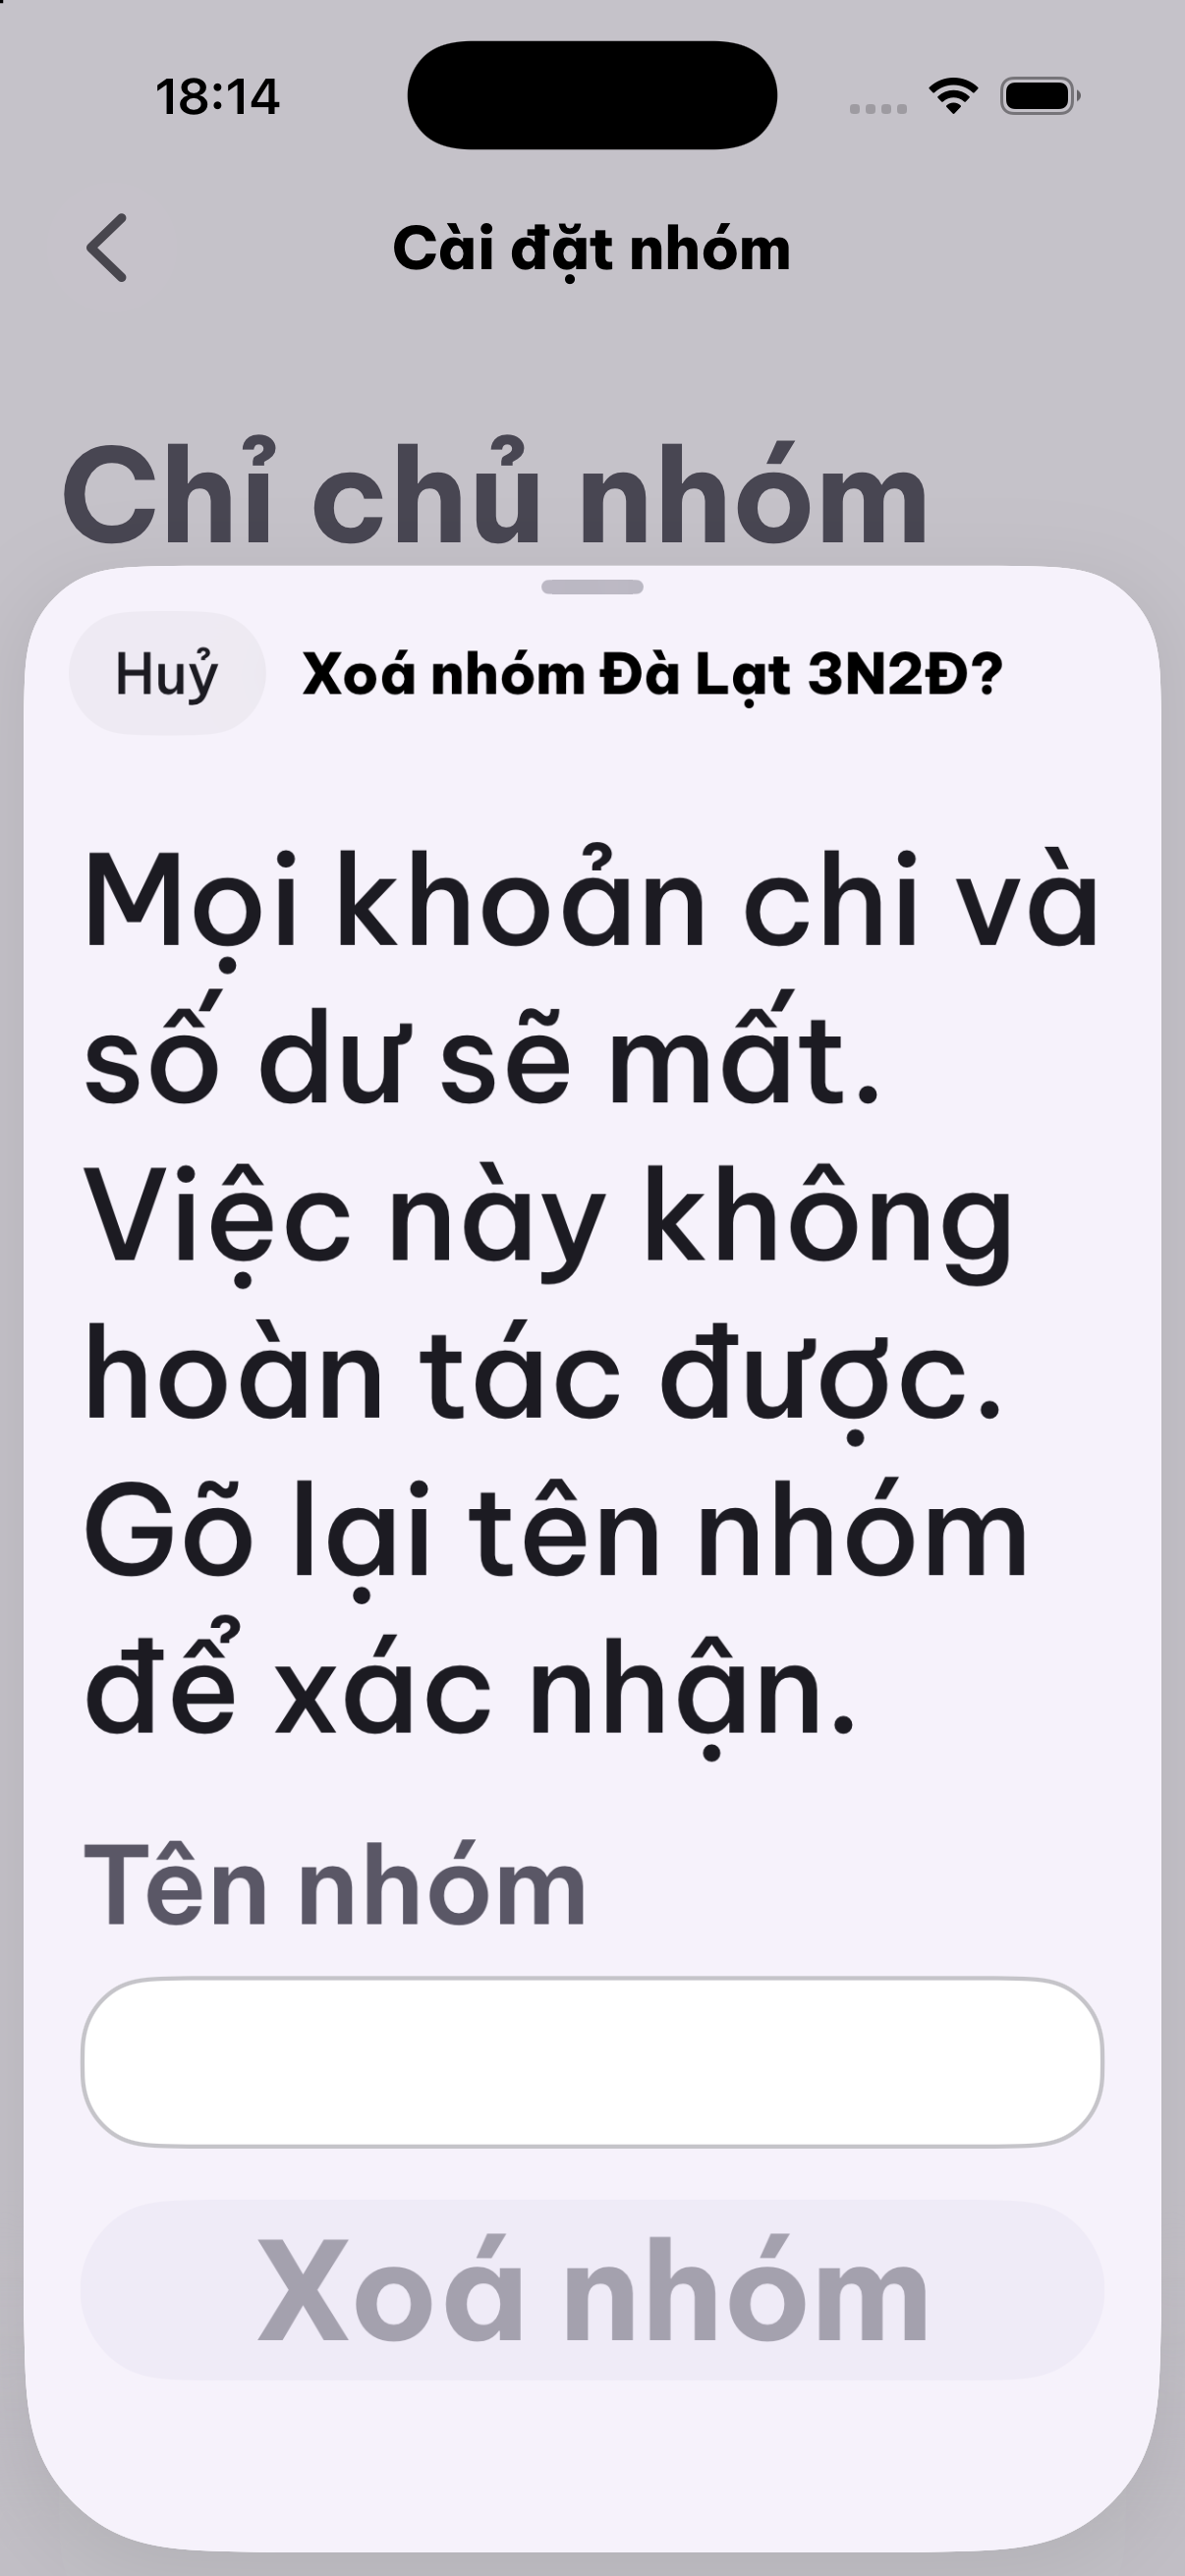 18:14
Cài đặt nhóm
Chỉ chủ nhóm
Huỷ
Xoá nhóm Đà Lạt 3N2Đ?
Mọi khoản chi và
số dư sẽ mất.
Việc này không
hoàn tác được.
Gõ lại tên nhóm
để xác nhận.
Tên nhóm
Xoá nhóm